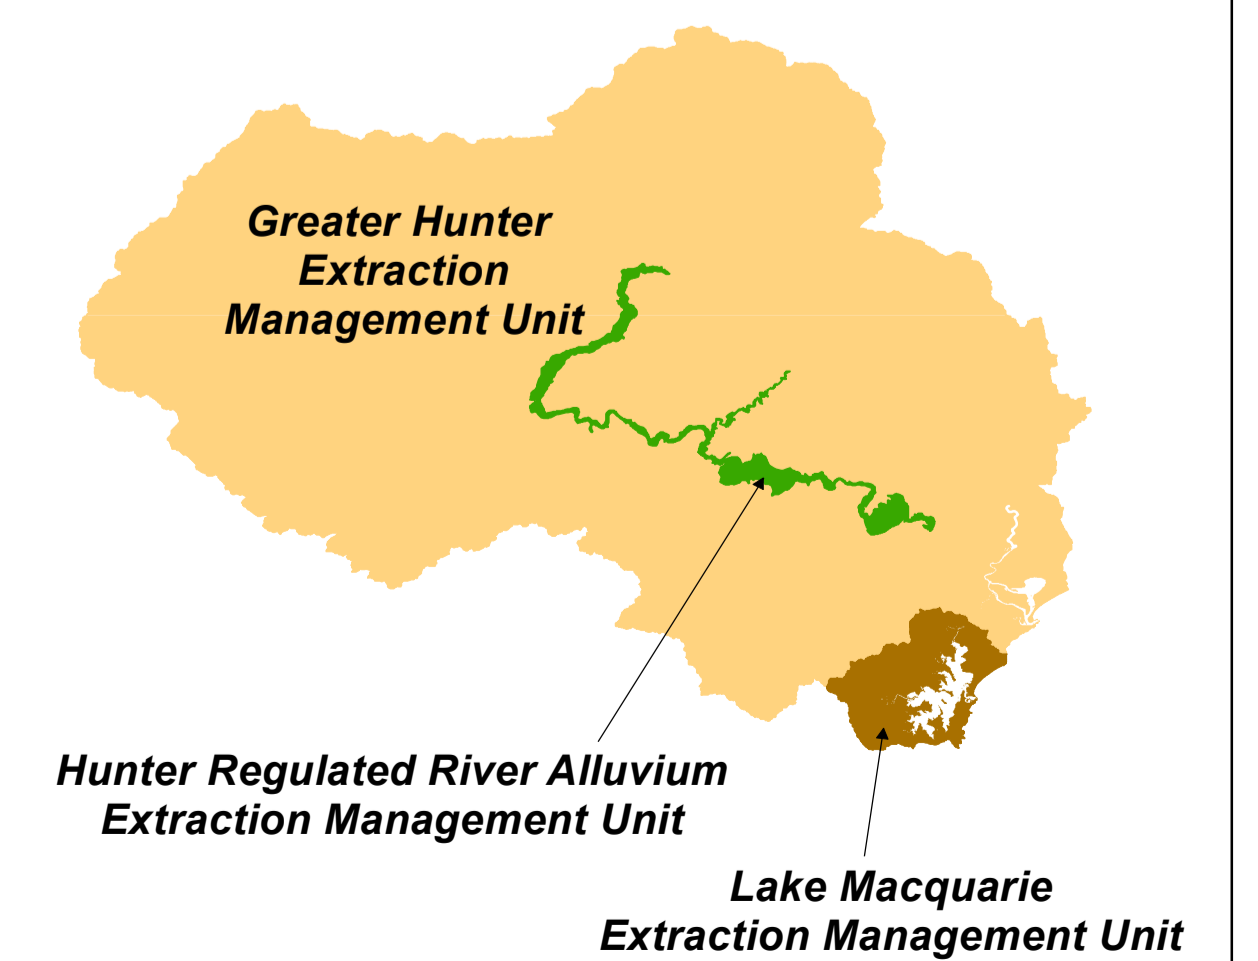 Greater Hunter
Extraction
Management Unit
Hunter Regulated River Alluvium
Extraction Management Unit
Lake Macquarie
Extraction Management Unit